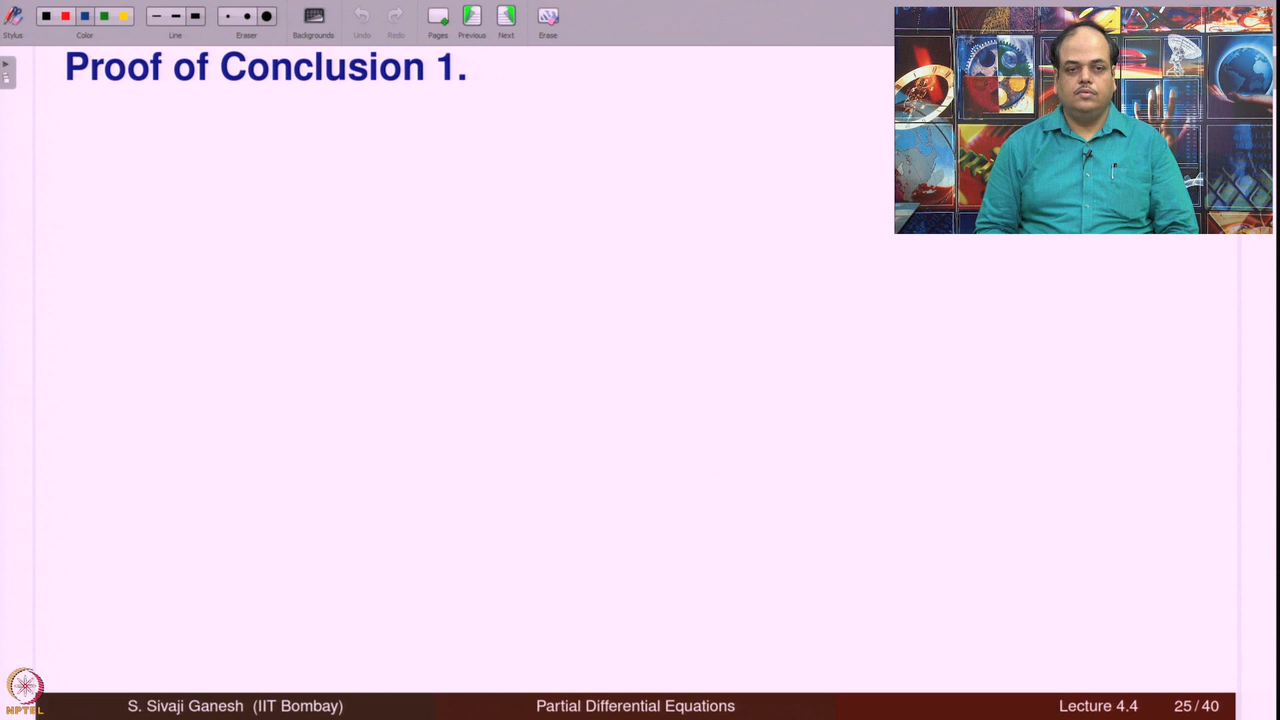 Stylus
Color
Line
Eraser
Backgrounds
Undo
Redo
Pages
Previous
Next
Erase
Proof of Conclusion 1.
NPTEL
S. Sivaji Ganesh (IIT Bombay)
Partial Differential Equations
Lecture 4.4
25 / 40